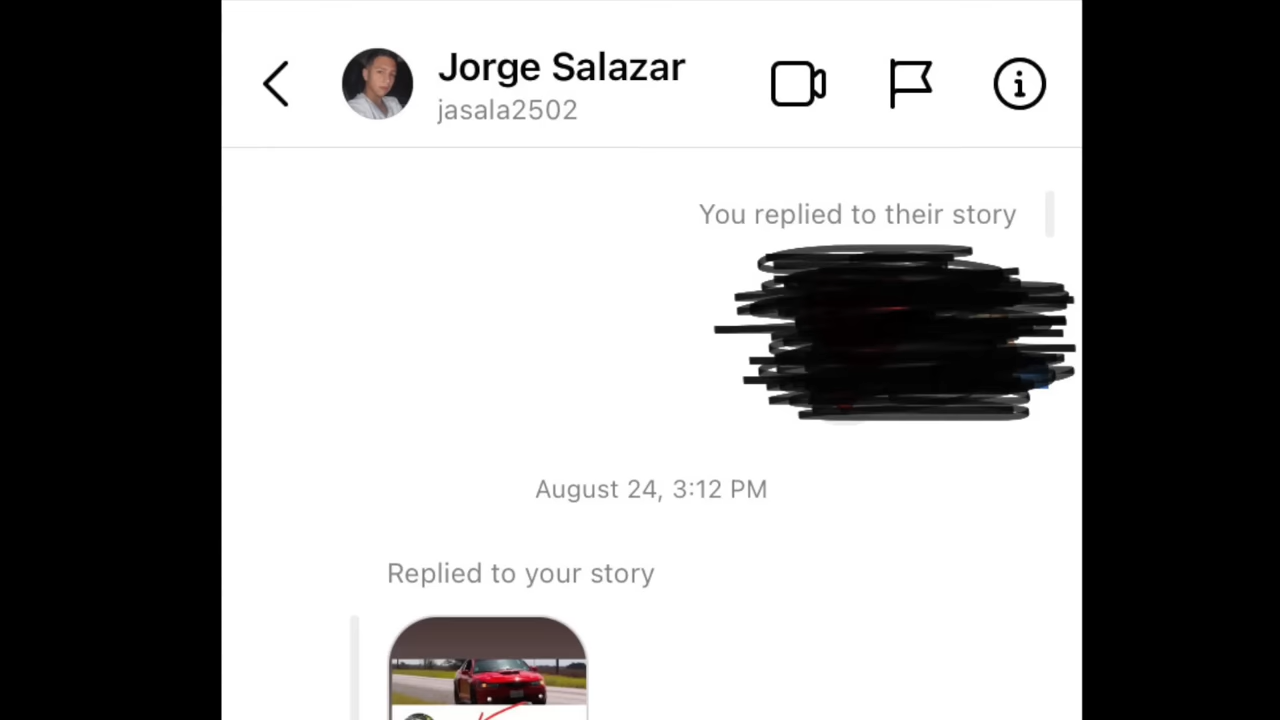 Jorge Salazar
jasala2502
You replied to their story
August 24, 3:12 PM
Replied to your story